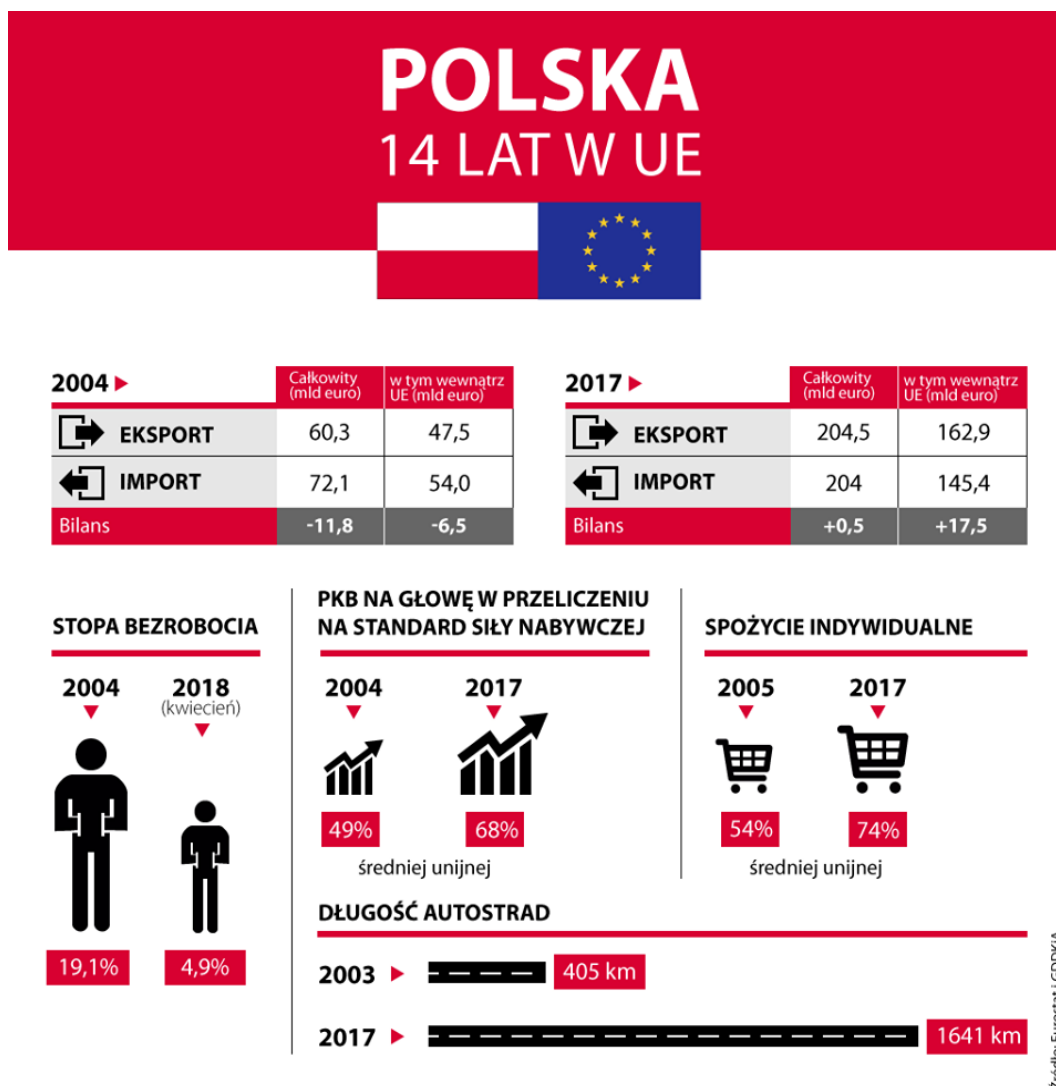 POLSKA
14 LAT W UE
2004
Całkowity
(mld euro)
w tym wewnątrz
UE (mld euro)
EKSPORT 60,3 47,5
IMPORT 72,1 54,0
Bilans -11,8 -6,5
2017
Całkowity
(mld euro)
w tym wewnątrz
UE (mld euro)
EKSPORT 204,5 162,9
IMPORT 204 145,4
Bilans +0,5 +17,5
STOPA BEZROBOCIA
2004 2018
(kwiecień)
19,1% 4,9%
PKB NA GŁOWĘ W PRZELICZENIU
NA STANDARD SIŁY NABYWCZEJ
2004 2017
49% 68%
średniej unijnej
SPOŻYCIE INDYWIDUALNE
2005 2017
54% 74%
średniej unijnej
DŁUGOŚĆ AUTOSTRAD
2003 405 km
2017 1641 km
Źródło: Eurostat i GDDKiA